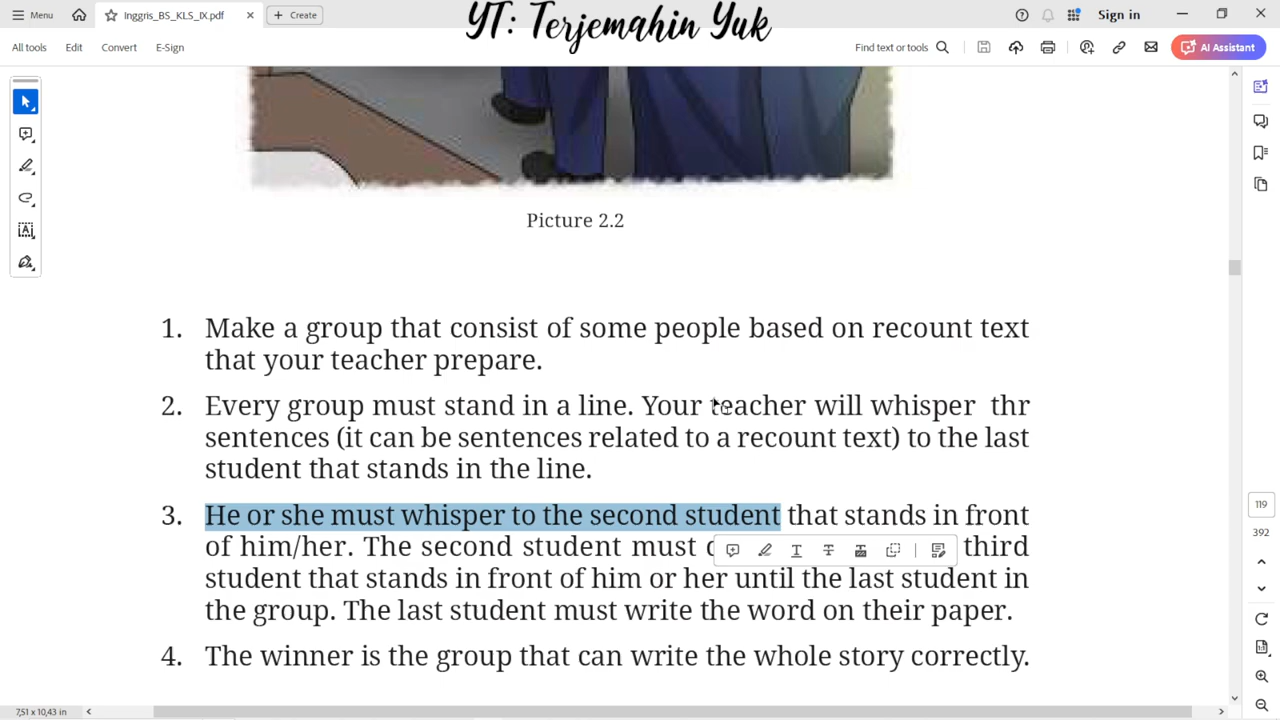 Menu
Inggris_BS_KLS_IX.pdf
Create
YT: Terjemahin Yuk
Sign in
All tools
Edit
Convert
E-Sign
Find text or tools
AI Assistant
Picture 2.2
1. Make a group that consist of some people based on recount text
that your teacher prepare.
2. Every group must stand in a line. Your teacher will whisper thr
sentences (it can be sentences related to a recount text) to the last
student that stands in the line.
3. He or she must whisper to the second student that stands in front
of him/her. The second student must third
student that stands in front of him or her until the last student in
the group. The last student must write the word on their paper.
4. The winner is the group that can write the whole story correctly.
119
392
7,51 x 10,43 in